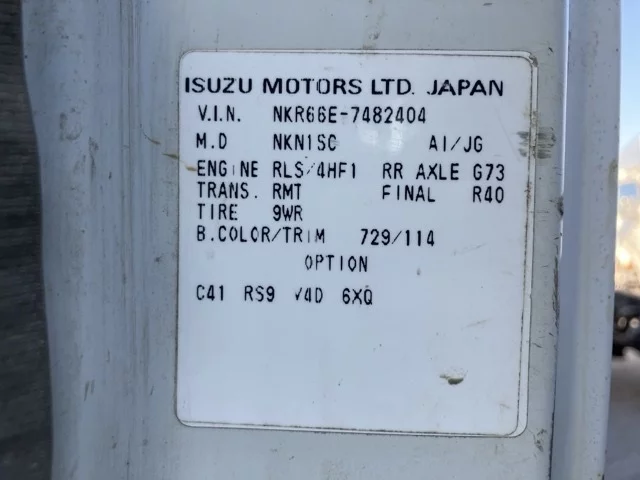 ISUZU MOTORS LTD. JAPAN
V.I.N. NKR66E-7482404
M.D NKN1SC AI/JG
ENGINE RLS/4HF1 RR AXLE G73
TRANS. RMT FINAL R40
TIRE 9WR
B.COLOR/TRIM 729/114
OPTION
C41 RS9 V4D 6XQ